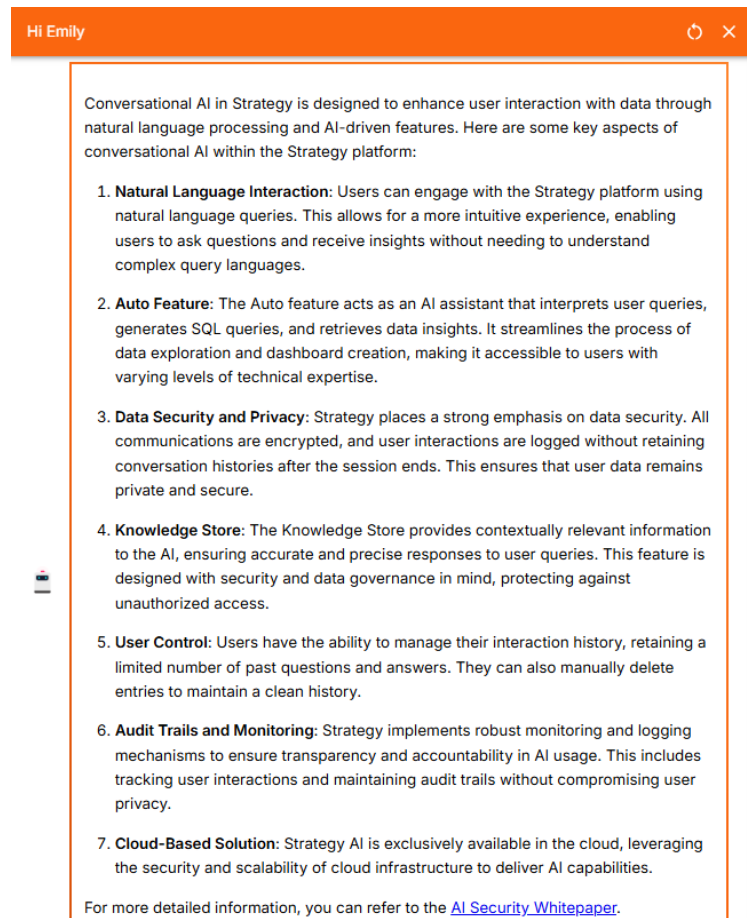 Hi Emily
Conversational AI in Strategy is designed to enhance user interaction with data through
natural language processing and AI-driven features. Here are some key aspects of
conversational AI within the Strategy platform:
1. Natural Language Interaction: Users can engage with the Strategy platform using
natural language queries. This allows for a more intuitive experience, enabling
users to ask questions and receive insights without needing to understand
complex query languages.
2. Auto Feature: The Auto feature acts as an AI assistant that interprets user queries,
generates SQL queries, and retrieves data insights. It streamlines the process of
data exploration and dashboard creation, making it accessible to users with
varying levels of technical expertise.
3. Data Security and Privacy: Strategy places a strong emphasis on data security. All
communications are encrypted, and user interactions are logged without retaining
conversation histories after the session ends. This ensures that user data remains
private and secure.
4. Knowledge Store: The Knowledge Store provides contextually relevant information
to the AI, ensuring accurate and precise responses to user queries. This feature is
designed with security and data governance in mind, protecting against
unauthorized access.
5. User Control: Users have the ability to manage their interaction history, retaining a
limited number of past questions and answers. They can also manually delete
entries to maintain a clean history.
6. Audit Trails and Monitoring: Strategy implements robust monitoring and logging
mechanisms to ensure transparency and accountability in AI usage. This includes
tracking user interactions and maintaining audit trails without compromising user
privacy.
7. Cloud-Based Solution: Strategy AI is exclusively available in the cloud, leveraging
the security and scalability of cloud infrastructure to deliver AI capabilities.
For more detailed information, you can refer to the AI Security Whitepaper.